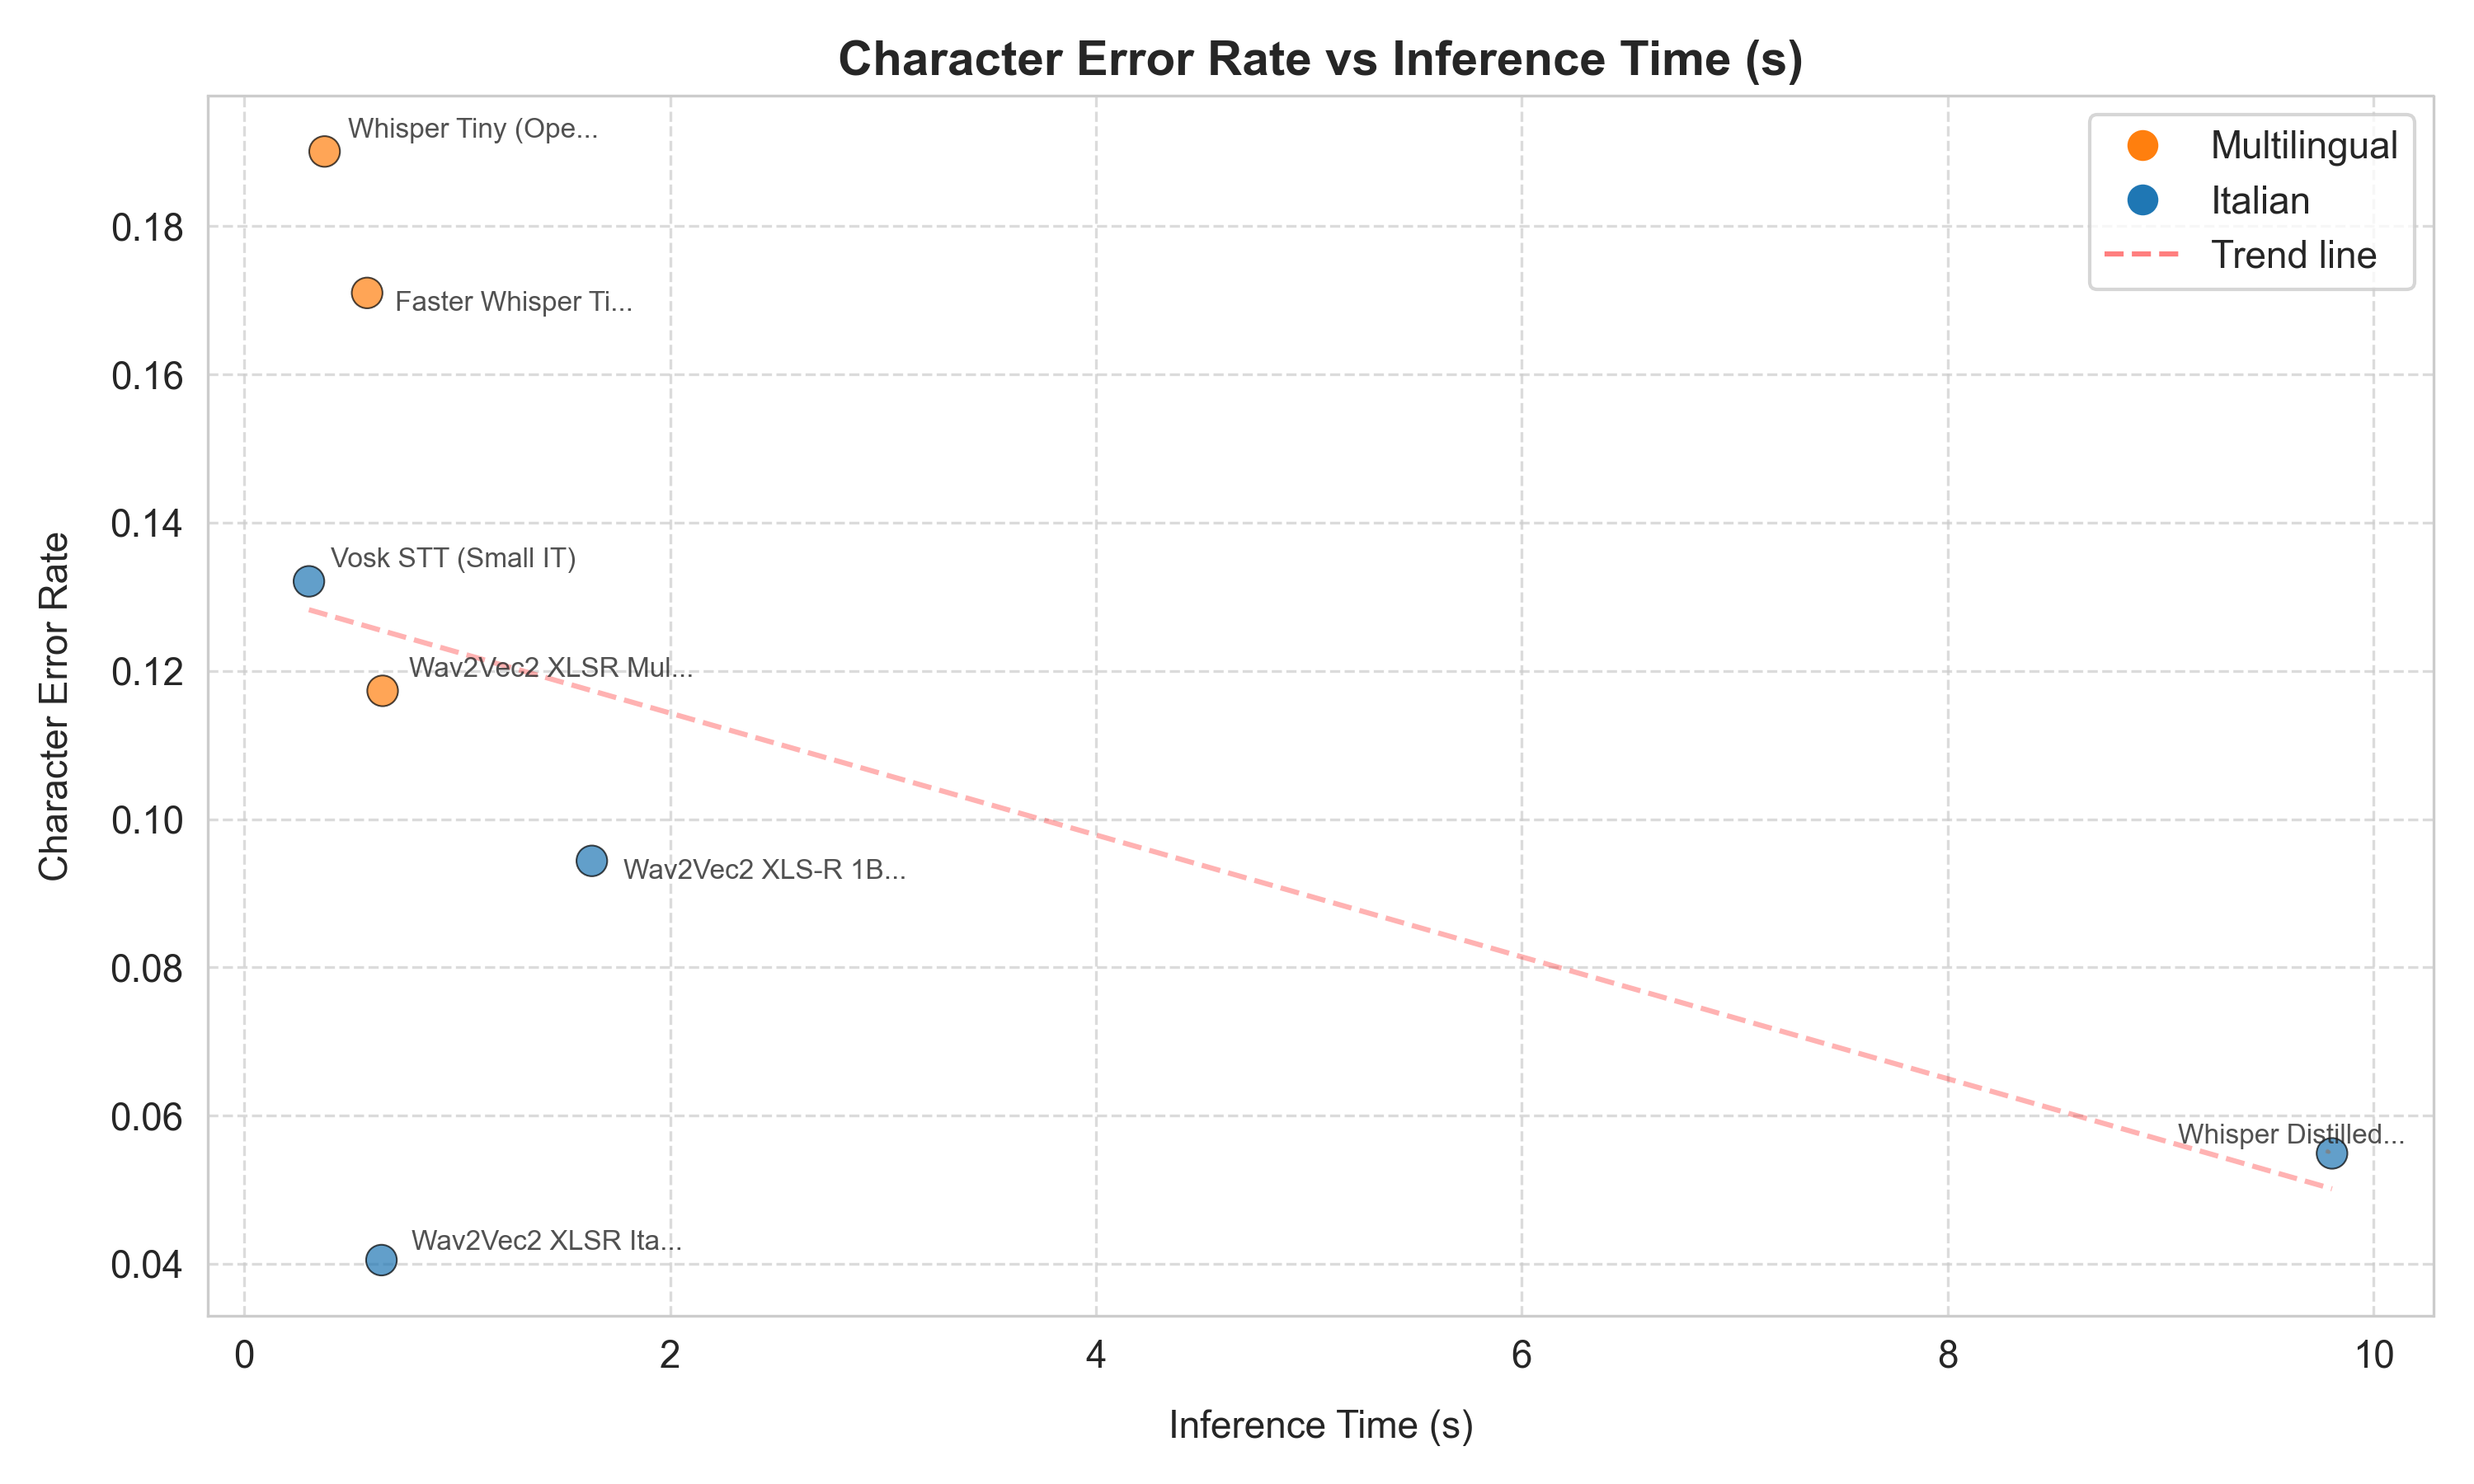 Character Error Rate vs Inference Time (s)
Whisper Tiny (Ope...
Multilingual
Italian
Trend line
Faster Whisper Ti...
Vosk STT (Small IT)
Wav2Vec2 XLSR Mul...
Wav2Vec2 XLS-R 1B...
Whisper Distilled...
Wav2Vec2 XLSR Ita...
Character Error Rate
0.18
0.16
0.14
0.12
0.10
0.08
0.06
0.04
0 2 4 6 8 10
Inference Time (s)